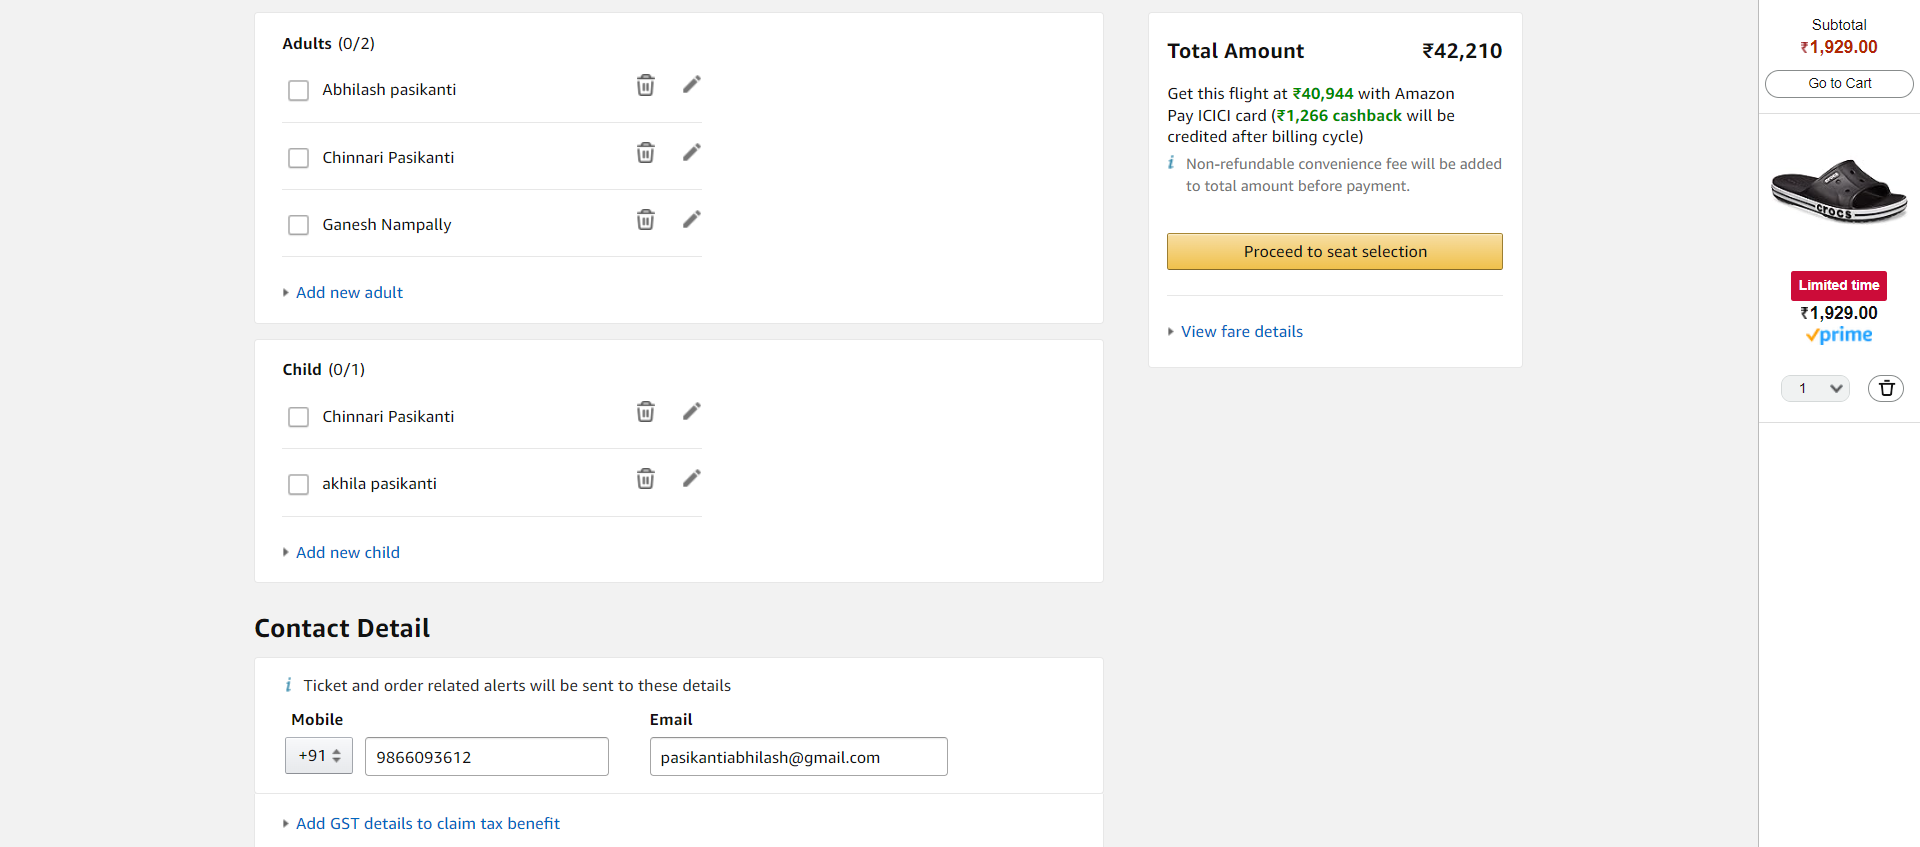 Adults (0/2)
Abhilash pasikanti
Chinnari Pasikanti
Ganesh Nampally
Add new adult
Child (0/1)
Chinnari Pasikanti
akhila pasikanti
Add new child
Contact Detail
i Ticket and order related alerts will be sent to these details
Mobile
Email
+91
9866093612
pasikantiabhilash@gmail.com
Add GST details to claim tax benefit
Total Amount ₹42,210
Get this flight at ₹40,944 with Amazon
Pay ICICI card (₹1,266 cashback will be
credited after billing cycle)
i Non-refundable convenience fee will be added
to total amount before payment.
Proceed to seat selection
View fare details
Subtotal
₹1,929.00
Go to Cart
crocs
Limited time
₹1,929.00
prime
1